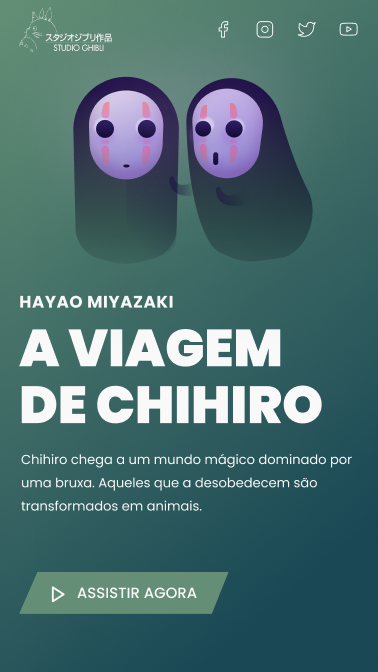 スタジオジブリ作品
STUDIO GHIBLI
HAYAO MIYAZAKI
A VIAGEM
DE CHIHIRO
Chihiro chega a um mundo mágico dominado por
uma bruxa. Aqueles que a desobedecem são
transformados em animais.
ASSISTIR AGORA